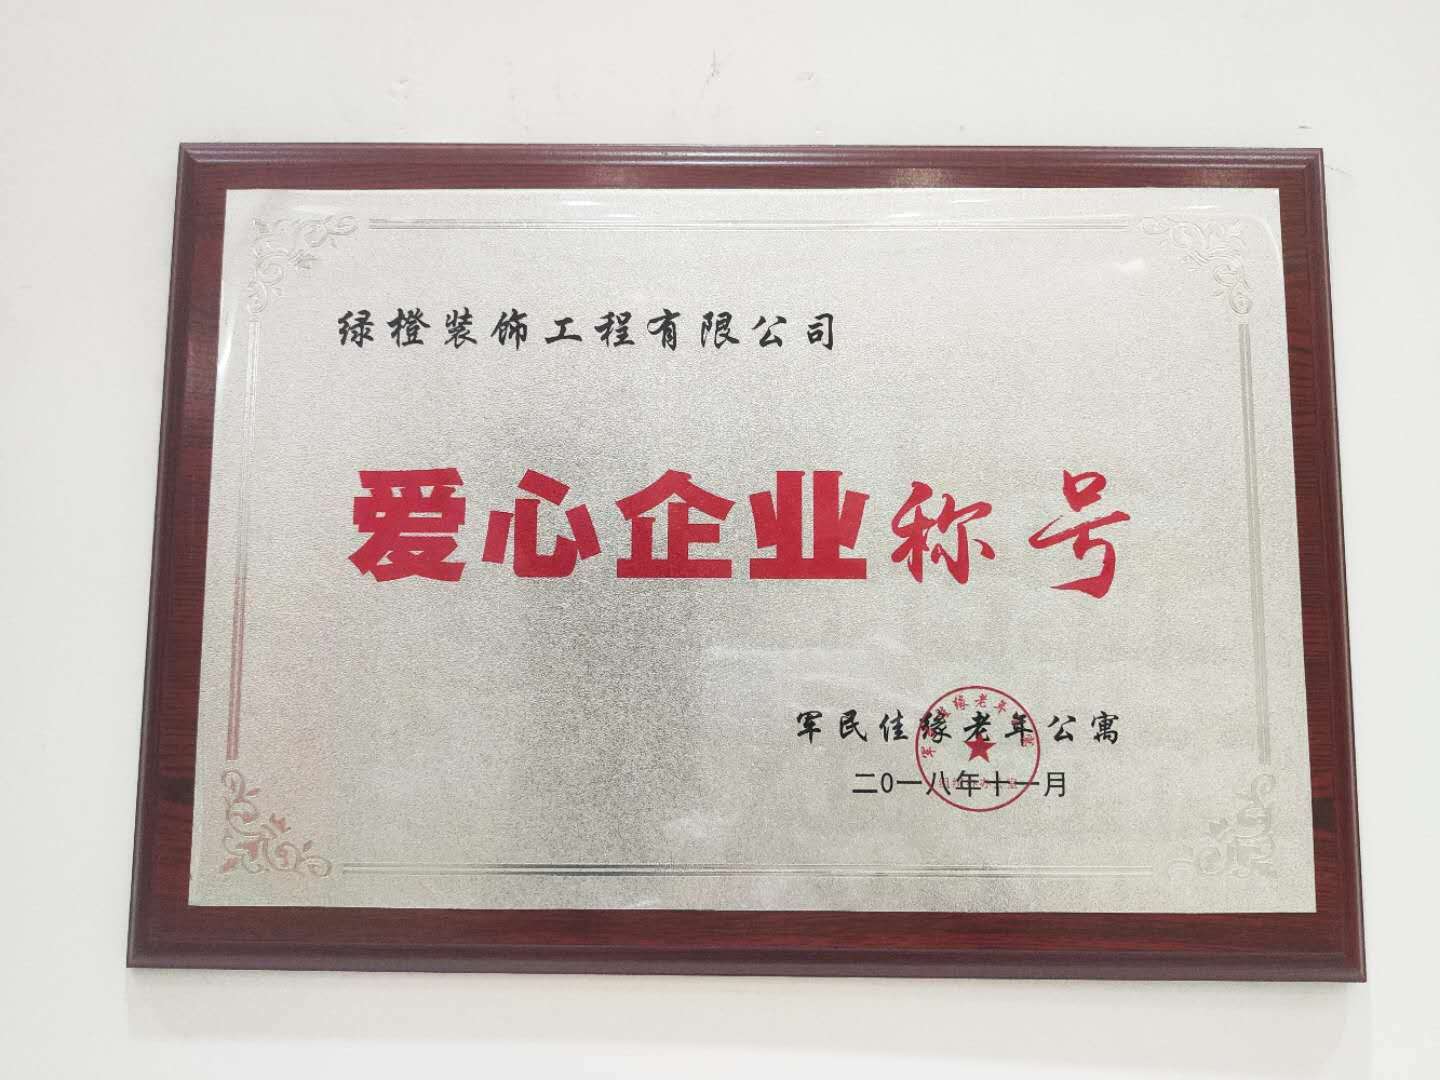 绿橙装饰工程有限公司
爱心企业称号
军民佳缘老年公寓
二0一八年十一月